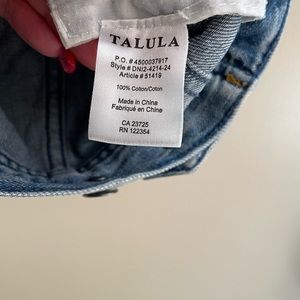 TALULA
P.O. # 4500037917
Style # DNI2-4214-24
Article # 51419
100% Cotton/Coton
Made in China
Fabriqué en Chine
CA 23725
RN 122354